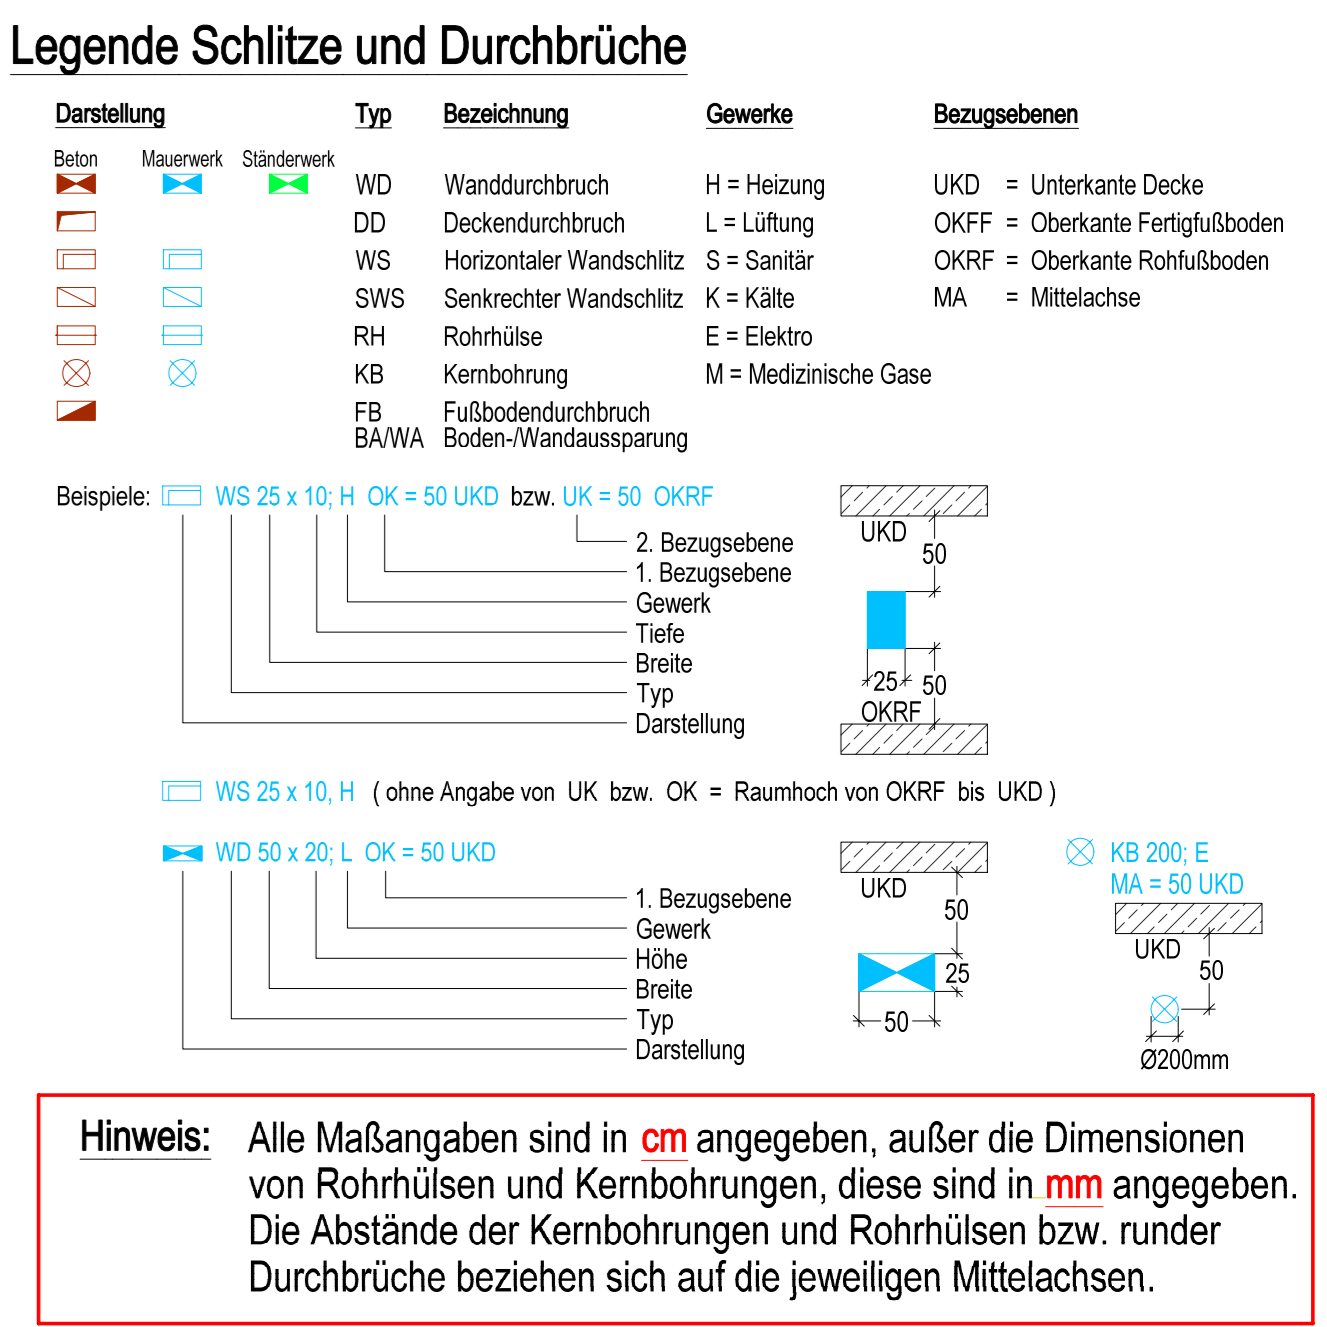 Legende Schlitze und Durchbrüche
Darstellung Typ Bezeichnung Gewerke Bezugsebenen
Beton Mauerwerk Ständerwerk
WD Wanddurchbruch H = Heizung UKD = Unterkante Decke
DD Deckendurchbruch L = Lüftung OKFF = Oberkante Fertigfußboden
WS Horizontaler Wandschlitz S = Sanitär OKRF = Oberkante Rohfußboden
SWS Senkrechter Wandschlitz K = Kälte MA = Mittelachse
RH Rohrhülse E = Elektro
KB Kernbohrung M = Medizinische Gase
FB Fußbodendurchbruch
BA/WA Boden-/Wandaussparung
Beispiele: WS 25 x 10; H OK = 50 UKD bzw. UK = 50 OKRF
2. Bezugsebene
1. Bezugsebene
Gewerk
Tiefe
Breite
Typ
Darstellung
UKD
50
25
50
OKRF
WS 25 x 10, H ( ohne Angabe von UK bzw. OK = Raumhoch von OKRF bis UKD )
WD 50 x 20; L OK = 50 UKD
1. Bezugsebene
Gewerk
Höhe
Breite
Typ
Darstellung
UKD
50
25
50
KB 200; E
MA = 50 UKD
UKD
50
Ø200mm
Hinweis: Alle Maßangaben sind in cm angegeben, außer die Dimensionen
von Rohrhülsen und Kernbohrungen, diese sind in mm angegeben.
Die Abstände der Kernbohrungen und Rohrhülsen bzw. runder
Durchbrüche beziehen sich auf die jeweiligen Mittelachsen.